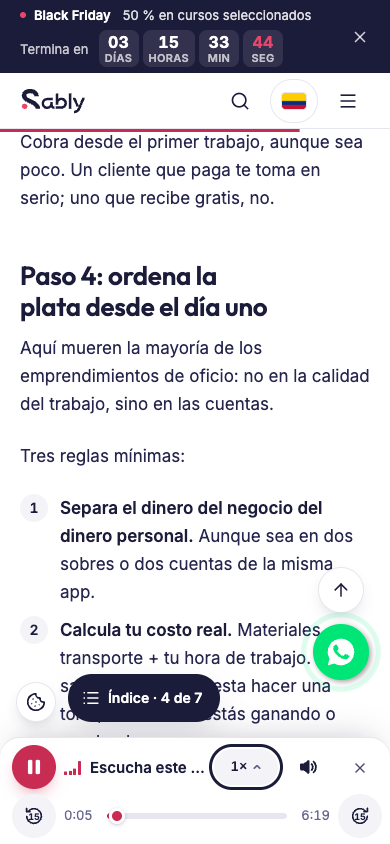 Black Friday 50 % en cursos seleccionados
Termina en 03 DÍAS 15 HORAS 33 MIN 44 SEG
Sably
Cobra desde el primer trabajo, aunque sea
poco. Un cliente que paga te toma en
serio; uno que recibe gratis, no.
Paso 4: ordena la
plata desde el día uno
Aquí mueren la mayoría de los
emprendimientos de oficio: no en la calidad
del trabajo, sino en las cuentas.
Tres reglas mínimas:
1 Separa el dinero del negocio del
dinero personal. Aunque sea en dos
sobres o dos cuentas de la misma
app.
2 Calcula tu costo real. Materiales
transporte + tu hora de trabajo.
esta hacer una
Índice · 4 de 7
estás ganando o
Escucha este ...
1×
15 0:05 6:19 15